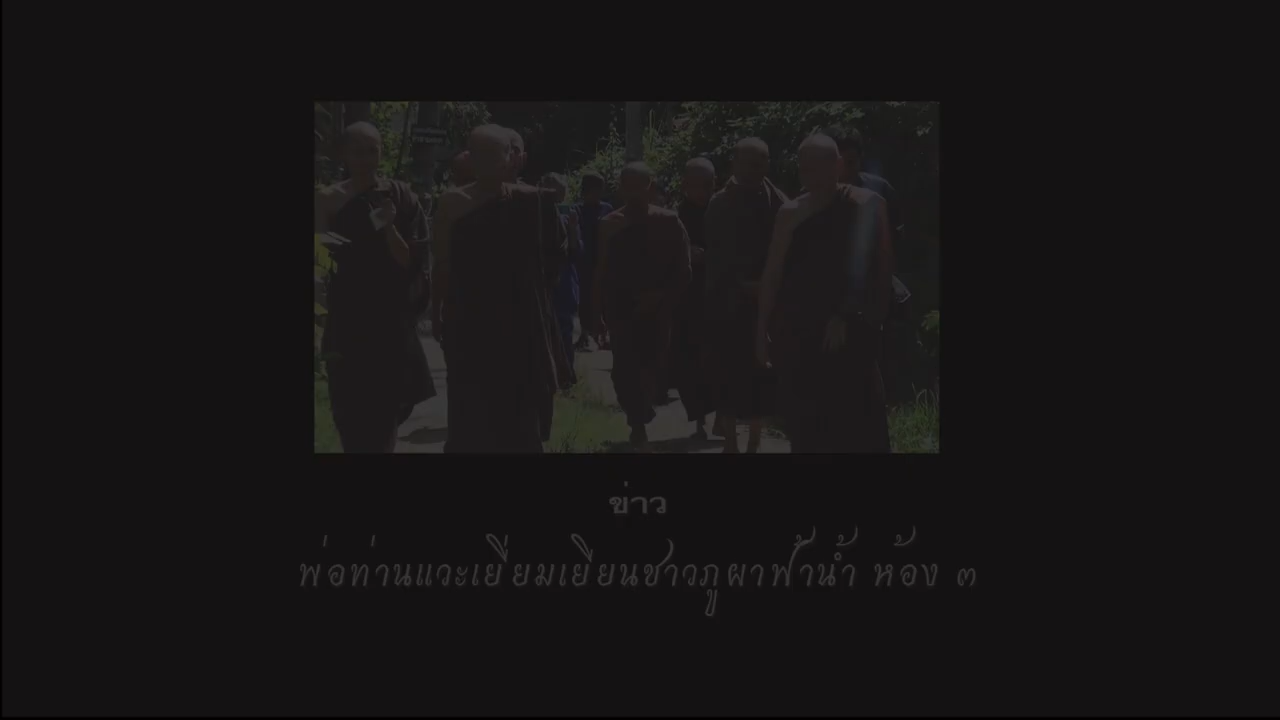 ข่าว
พ่อท่านแวะเยี่ยมเยียนชาวภูผาฟ้าน้ำ ห้อง ๓